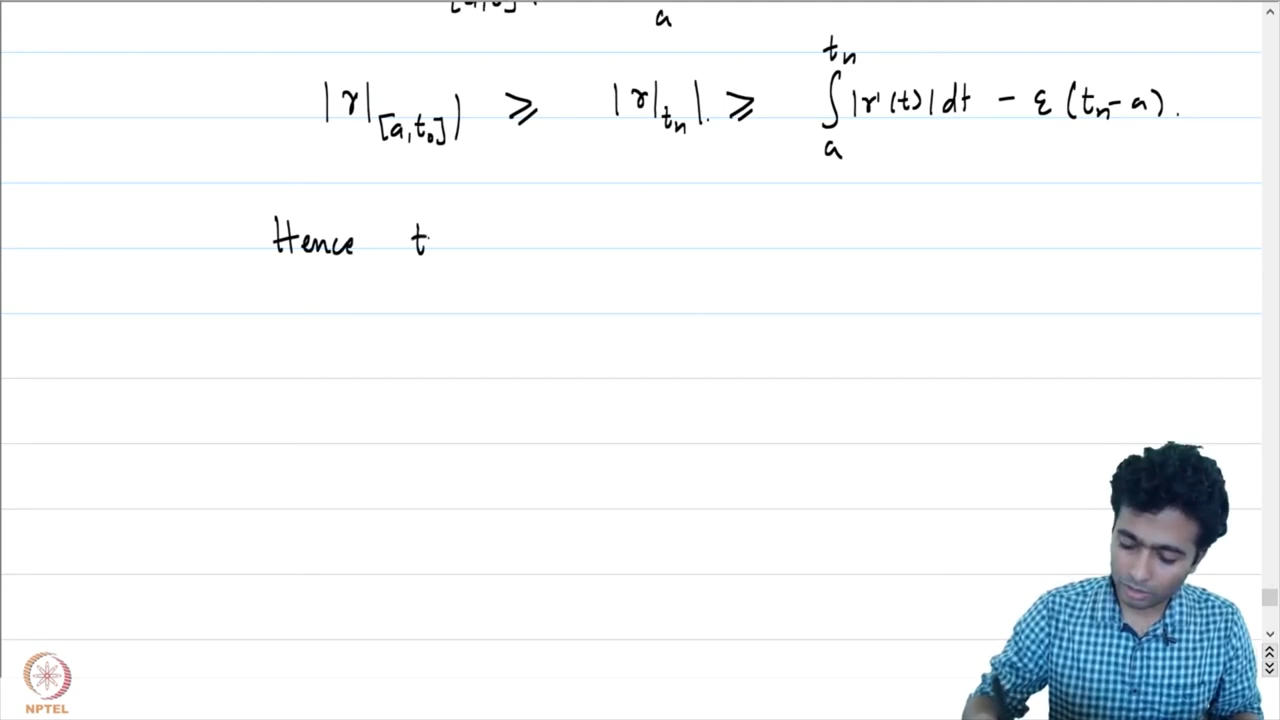 a
|γ|_{[a,t₀]}| ⩾ |γ|_{tₙ}|. ⩾ ∫ₐ^{tₙ} |γ'(t)| dt − ε (tₙ − a).
Hence t
NPTEL